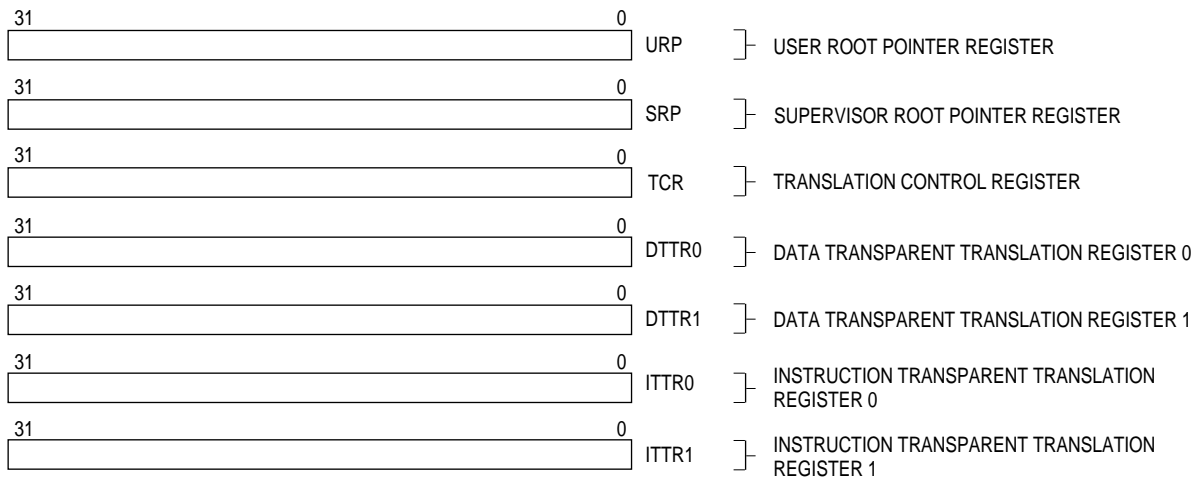 31 0
URP USER ROOT POINTER REGISTER
31 0
SRP SUPERVISOR ROOT POINTER REGISTER
31 0
TCR TRANSLATION CONTROL REGISTER
31 0
DTTR0 DATA TRANSPARENT TRANSLATION REGISTER 0
31 0
DTTR1 DATA TRANSPARENT TRANSLATION REGISTER 1
31 0
ITTR0 INSTRUCTION TRANSPARENT TRANSLATION
REGISTER 0
31 0
ITTR1 INSTRUCTION TRANSPARENT TRANSLATION
REGISTER 1